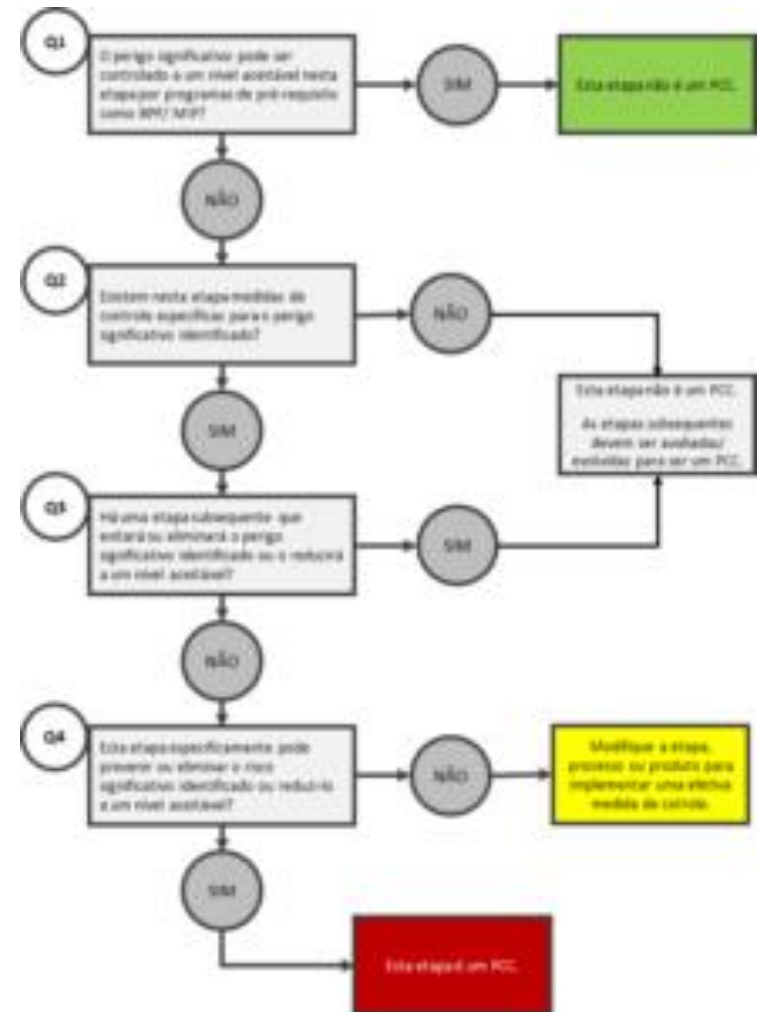 Q1
O perigo significativo pode ser
controlado a um nível aceitável nesta
etapa por programas de pré-requisito
como BPF/ MIP?
SIM
Esta etapa não é um PCC.
NÃO
Q2
Existem nesta etapa medidas de
controle específicas para o perigo
significativo identificado?
NÃO
Esta etapa não é um PCC.
As etapas subsequentes
devem ser avaliadas/
evoluídas para ser um PCC.
SIM
Q3
Há uma etapa subsequente que
evitará ou eliminará o perigo
significativo identificado ou o reduzirá
a um nível aceitável?
SIM
NÃO
Q4
Esta etapa especificamente pode
prevenir ou eliminar o risco
significativo identificado ou reduzi-lo
a um nível aceitável?
NÃO
Modifique a etapa,
processo ou produto para
implementar uma efetiva
medida de cotrole.
SIM
Esta etapa é um PCC.